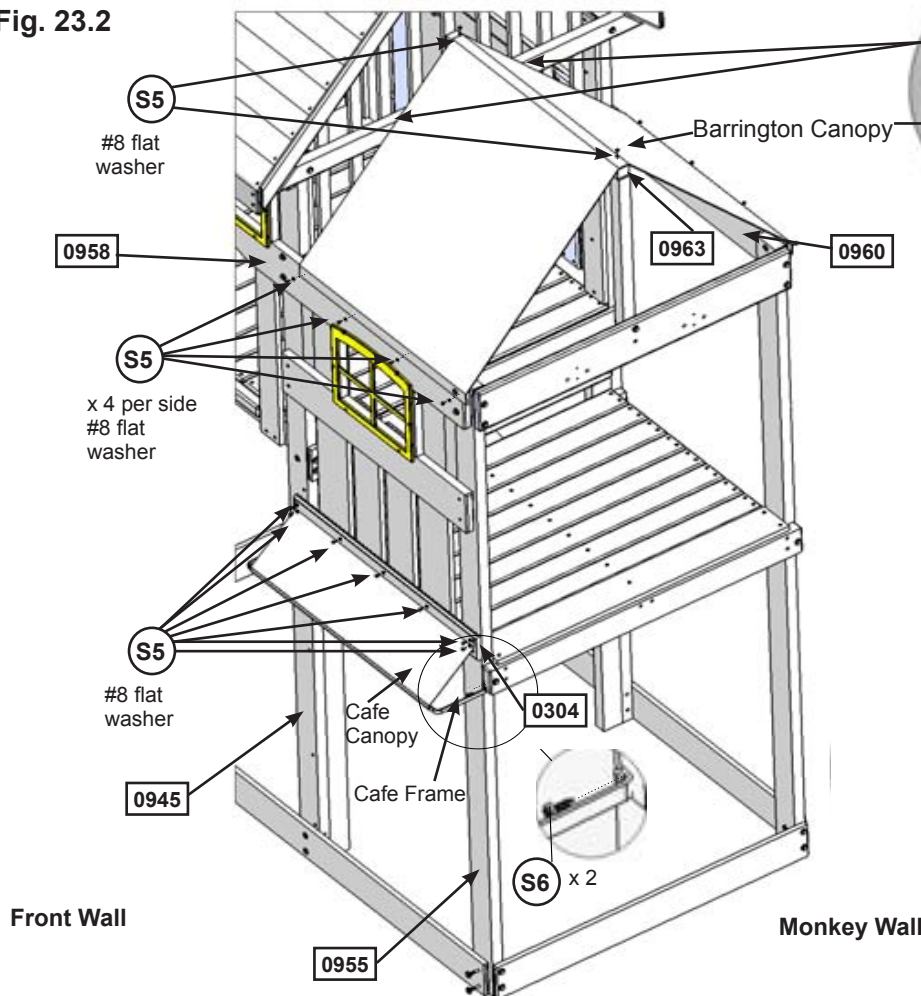 Fig. 23.2
S5
#8 flat
washer
Barrington Canopy
0958
0963
0960
S5
x 4 per side
#8 flat
washer
S5
#8 flat
washer
Cafe
Canopy
0304
Cafe Frame
0945
S6 x 2
Front Wall
Monkey Wall
0955